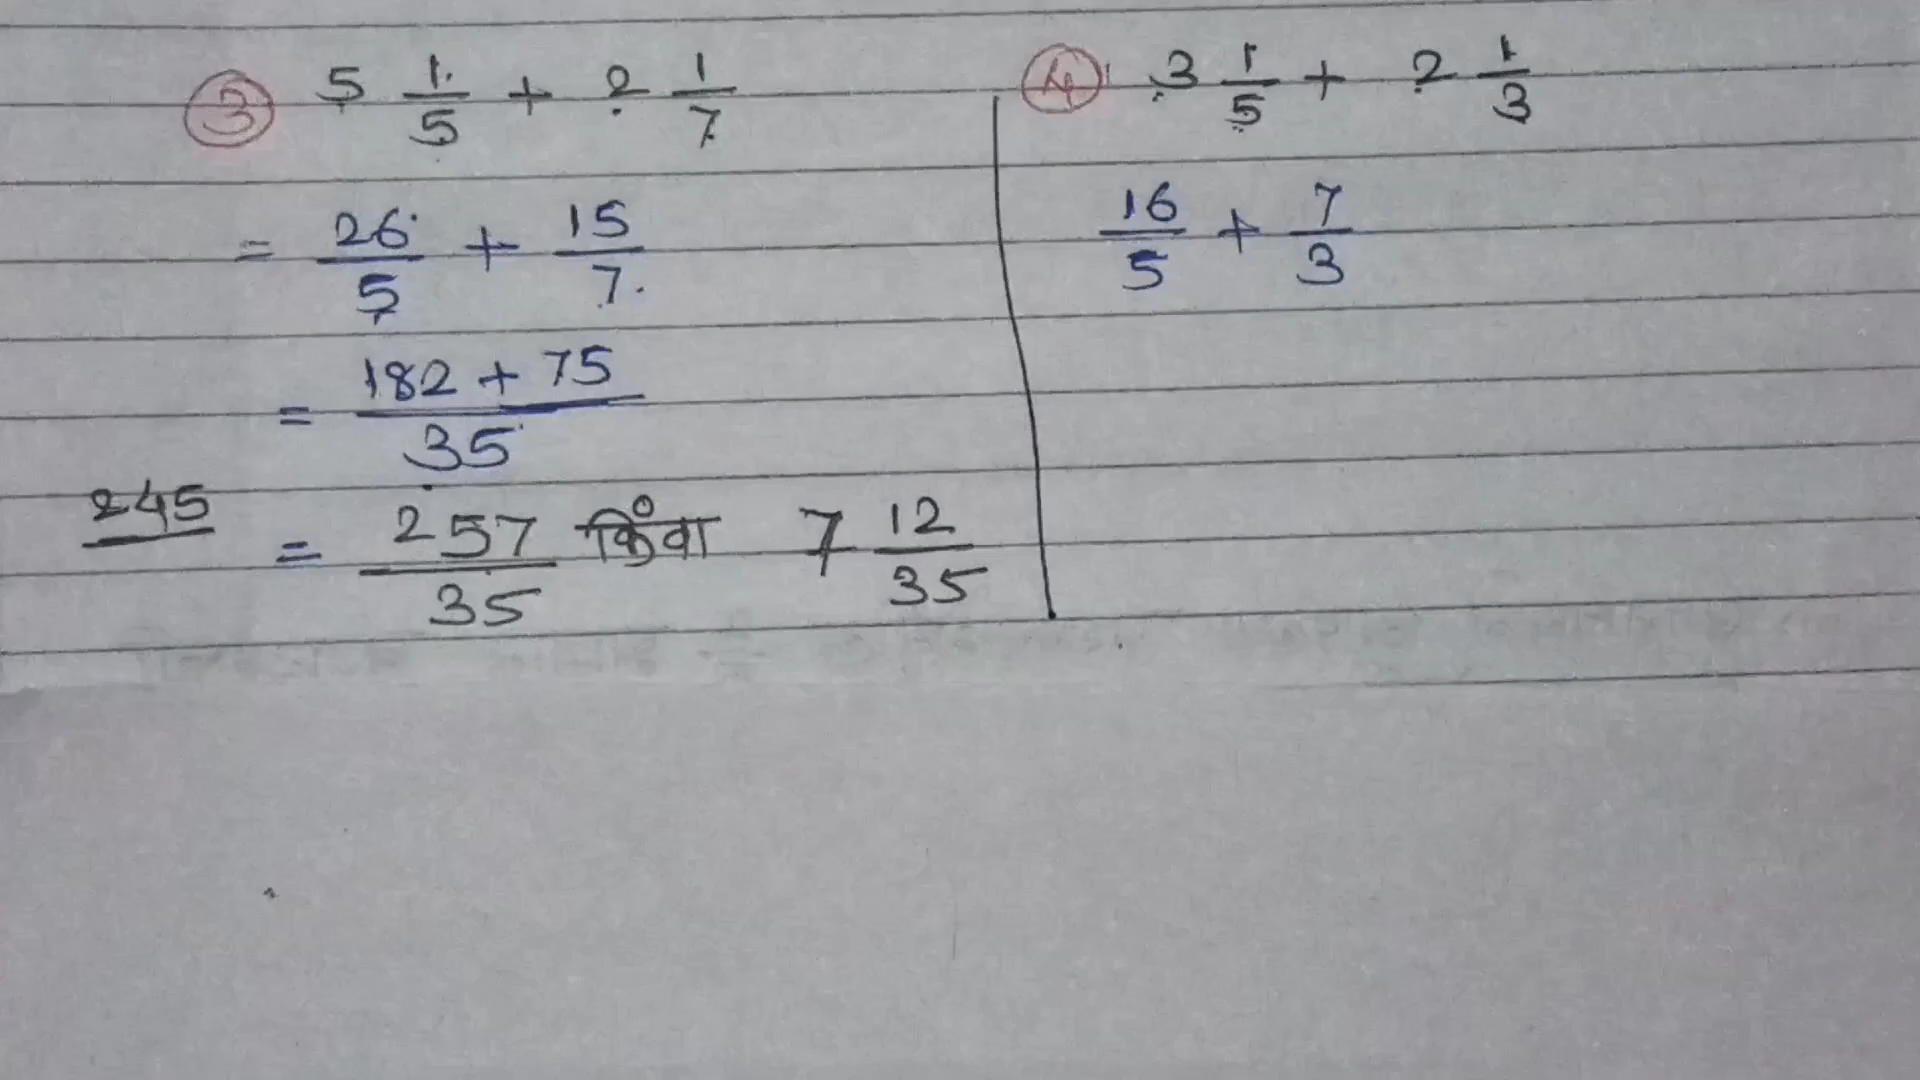 ③ 5 1/5 + 2 1/7
= 26/5 + 15/7
= 182 + 75 / 35
245
= 257/35 किंवा 7 12/35
④ 3 1/5 + 2 1/3
16/5 + 7/3